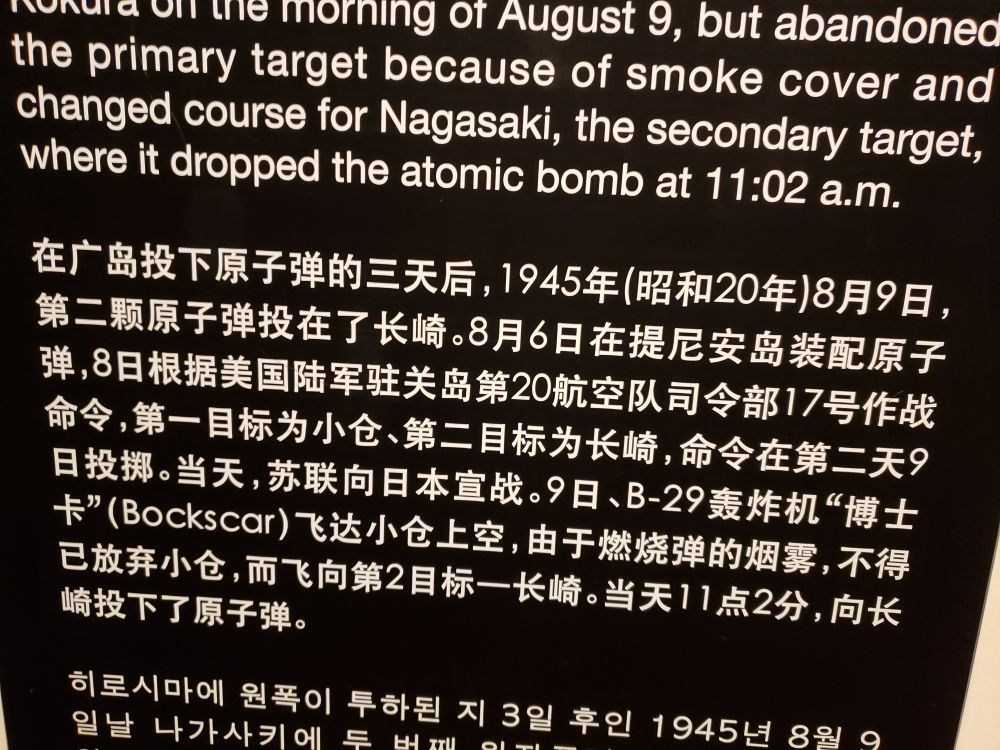 Kokura on the morning of August 9, but abandoned
the primary target because of smoke cover and
changed course for Nagasaki, the secondary target,
where it dropped the atomic bomb at 11:02 a.m.
在广岛投下原子弹的三天后,1945年(昭和20年)8月9日,
第二颗原子弹投在了长崎。8月6日在提尼安岛装配原子
弹,8日根据美国陆军驻关岛第20航空队司令部17号作战
命令,第一目标为小仓、第二目标为长崎,命令在第二天9
日投掷。当天,苏联向日本宣战。9日、B-29轰炸机“博士
卡”(Bockscar)飞达小仓上空,由于燃烧弹的烟雾,不得
已放弃小仓,而飞向第2目标—长崎。当天11点2分,向长
崎投下了原子弹。
히로시마에 원폭이 투하된 지 3일 후인 1945년 8월 9
일날 나가사키에 두 번째